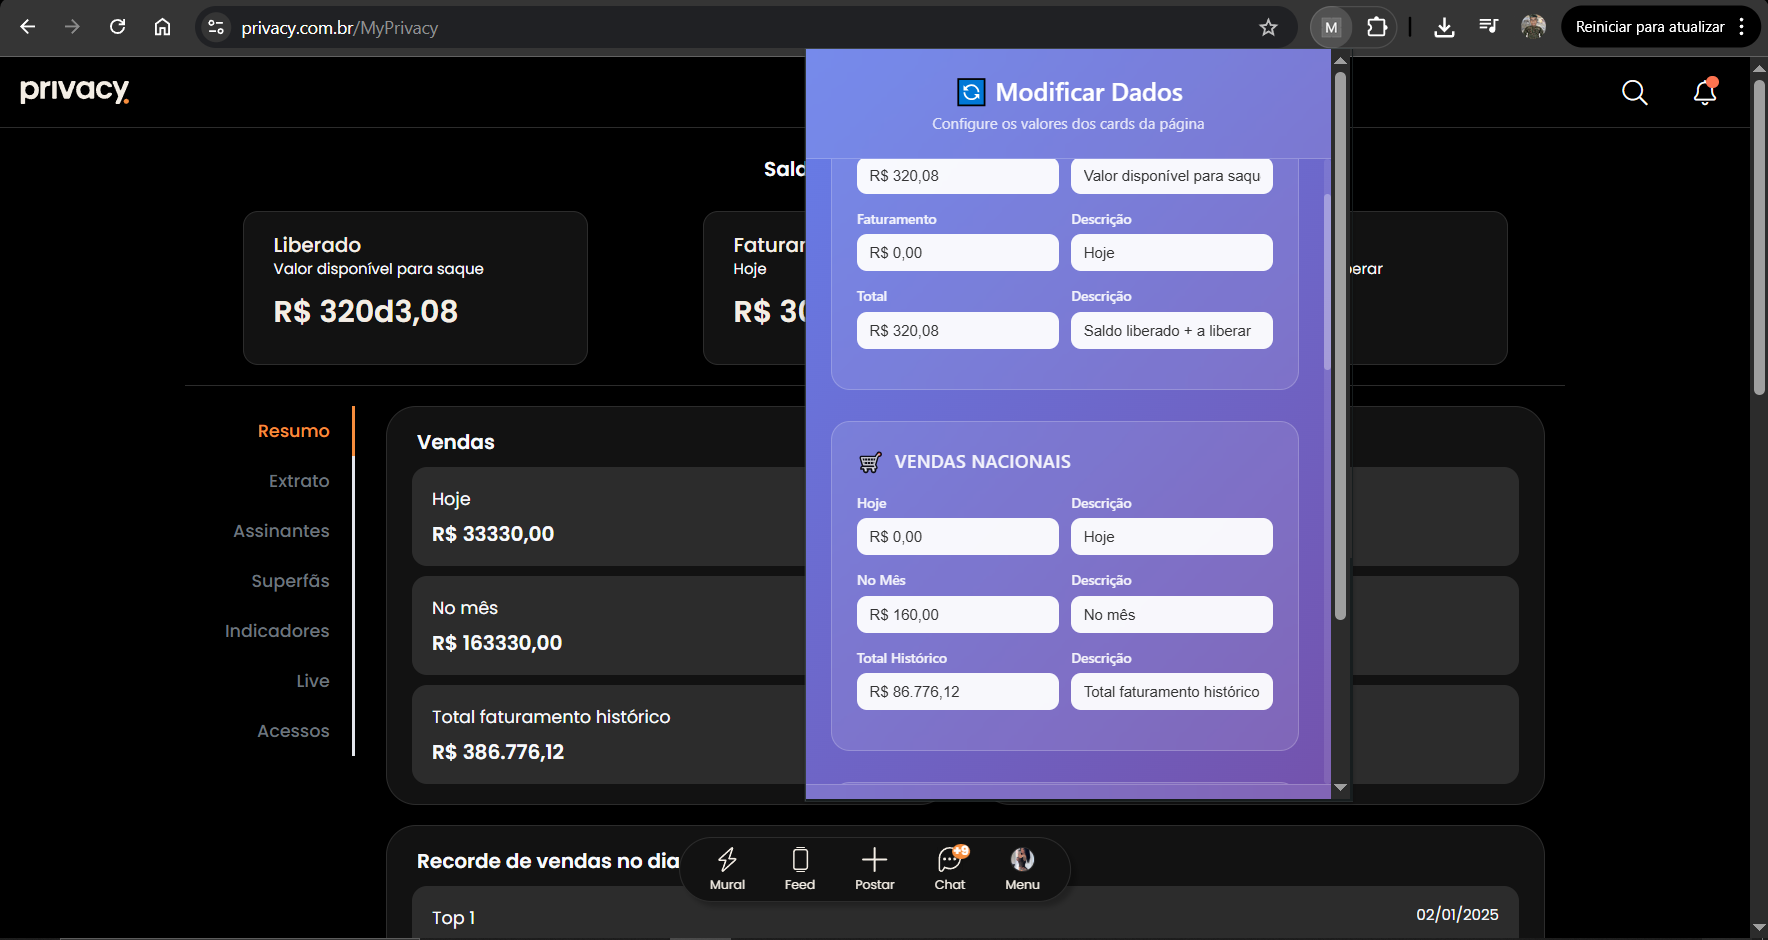 privacy.com.br/MyPrivacy
M
Reiniciar para atualizar
privacy.
Modificar Dados
Configure os valores dos cards da página
R$ 320,08
Valor disponível para saqu
Faturamento
Descrição
R$ 0,00
Hoje
Total
Descrição
R$ 320,08
Saldo liberado + a liberar
VENDAS NACIONAIS
Hoje
Descrição
R$ 0,00
Hoje
No Mês
Descrição
R$ 160,00
No mês
Total Histórico
Descrição
R$ 86.776,12
Total faturamento histórico
Liberado
Valor disponível para saque
R$ 320d3,08
Hoje
R$ 30
Resumo
Extrato
Assinantes
Superfãs
Indicadores
Live
Acessos
Vendas
Hoje
R$ 33330,00
No mês
R$ 163330,00
Total faturamento histórico
R$ 386.776,12
Recorde de vendas no dia
Top 1
02/01/2025
Mural
Feed
Postar
+9
Chat
Menu